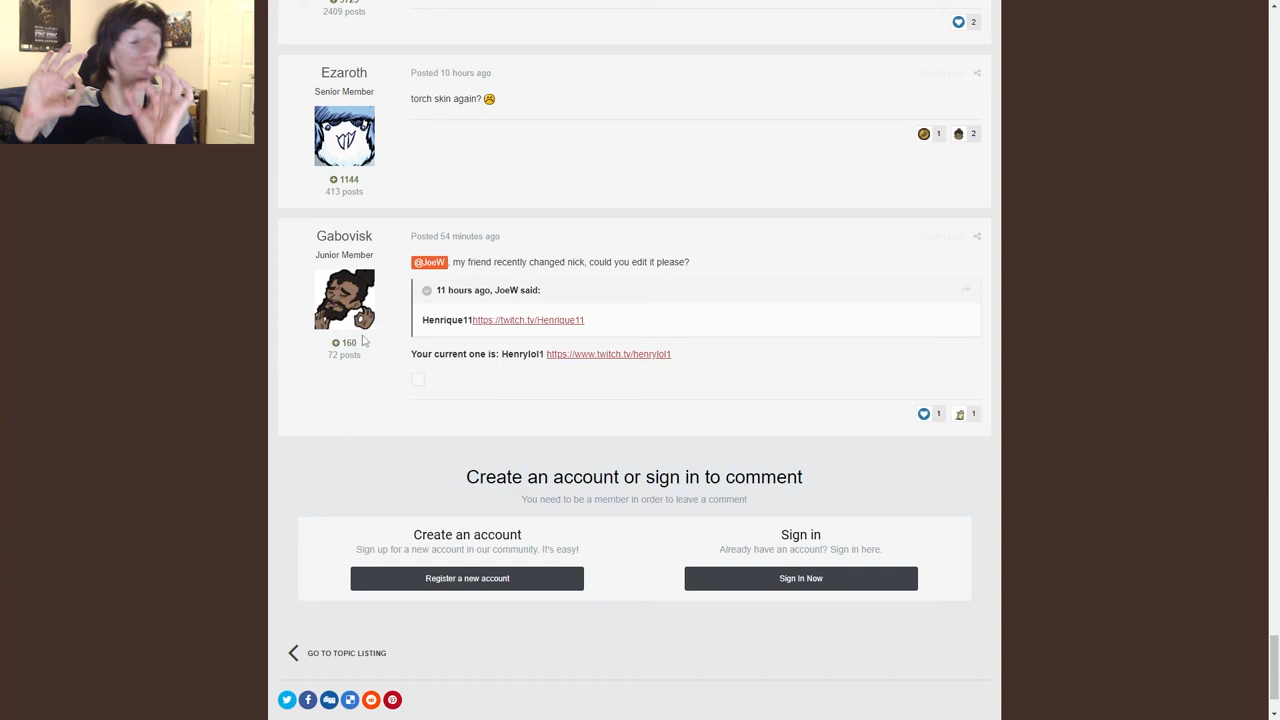 2409 posts
2
Ezaroth
Senior Member
1144
413 posts
Posted 10 hours ago
torch skin again?
1
2
Gabovisk
Junior Member
160
72 posts
Posted 54 minutes ago
@JoeW, my friend recently changed nick, could you edit it please?
11 hours ago, JoeW said:
Henrique11https://twitch.tv/Henrique11
Your current one is: Henrylol1 https://www.twitch.tv/henrylol1
1
1
Create an account or sign in to comment
You need to be a member in order to leave a comment
Create an account
Sign up for a new account in our community. It's easy!
Register a new account
Sign in
Already have an account? Sign in here.
Sign In Now
GO TO TOPIC LISTING